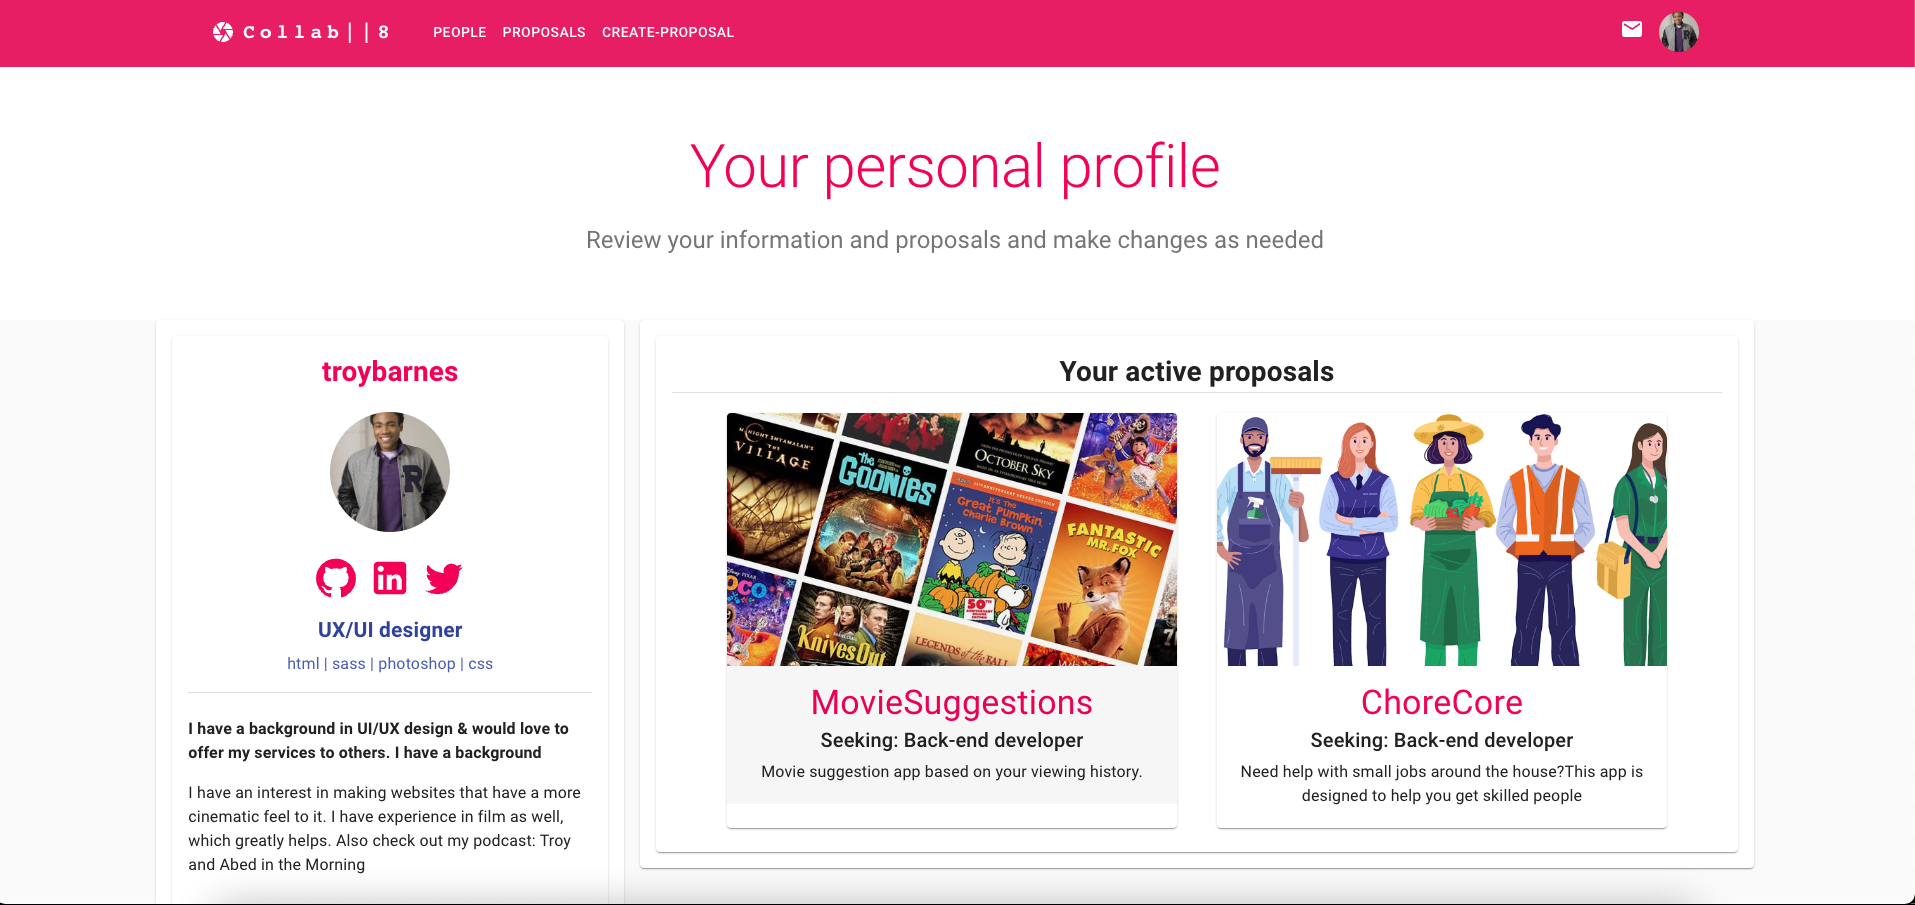 Collab||8
PEOPLE PROPOSALS CREATE-PROPOSAL
Your personal profile
Review your information and proposals and make changes as needed
troybarnes
R
UX/UI designer
html | sass | photoshop | css
I have a background in UI/UX design & would love to
offer my services to others. I have a background
I have an interest in making websites that have a more
cinematic feel to it. I have experience in film as well,
which greatly helps. Also check out my podcast: Troy
and Abed in the Morning
Your active proposals
M. NIGHT SHYAMALAN'S
THE
VILLAGE
the
GOONIES
OCTOBER SKY
IT'S THE
Great Pumpkin,
Charlie Brown
50TH
FANTASTIC
MR. FOX
DISNEY PIXAR
COCO
Knives Out
LEGENDS of the FALL
MovieSuggestions
Seeking: Back-end developer
Movie suggestion app based on your viewing history.
ChoreCore
Seeking: Back-end developer
Need help with small jobs around the house?This app is
designed to help you get skilled people